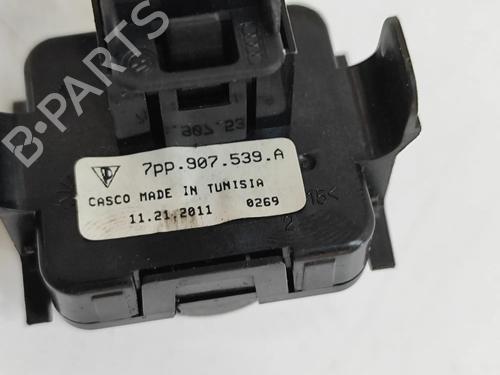 B-PARTS
7PP.907.539.A
CASCO MADE IN TUNISIA
11.21.2011 0269